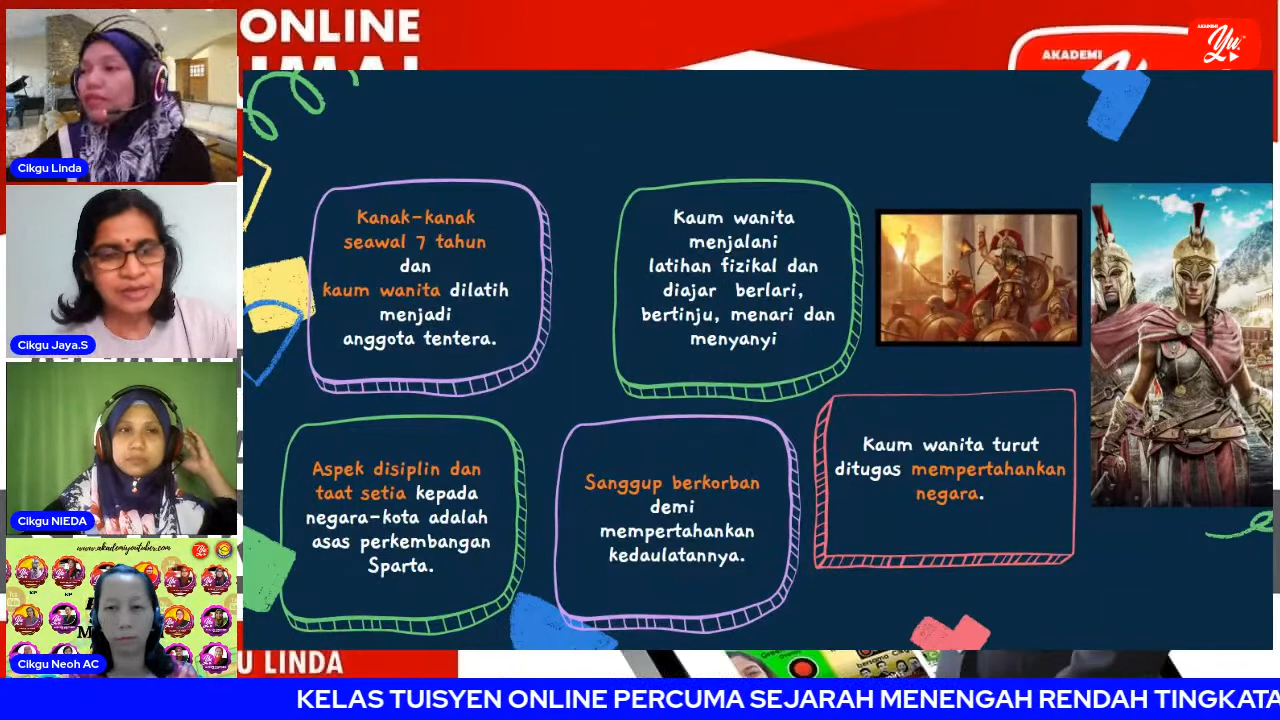 ONLINE
AKADEMI
Yu
AKADEMI
Yu
Cikgu Linda
Cikgu Jaya.S
Cikgu NIEDA
www.akademiyoutuber.com
Cikgu Neoh AC
Kanak-kanak
seawal 7 tahun
dan
kaum wanita dilatih
menjadi
anggota tentera.
Kaum wanita
menjalani
latihan fizikal dan
diajar berlari,
bertinju, menari dan
menyanyi
Aspek disiplin dan
taat setia kepada
negara-kota adalah
asas perkembangan
Sparta.
Sanggup berkorban
demi
mempertahankan
kedaulatannya.
Kaum wanita turut
ditugas mempertahankan
negara.
U LINDA
KELAS TUISYEN ONLINE PERCUMA SEJARAH MENENGAH RENDAH TINGKATA